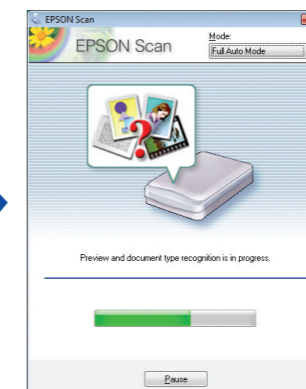 EPSON Scan
EPSON Scan
Mode:
Full Auto Mode
Preview and document type recognition is in progress.
Pause